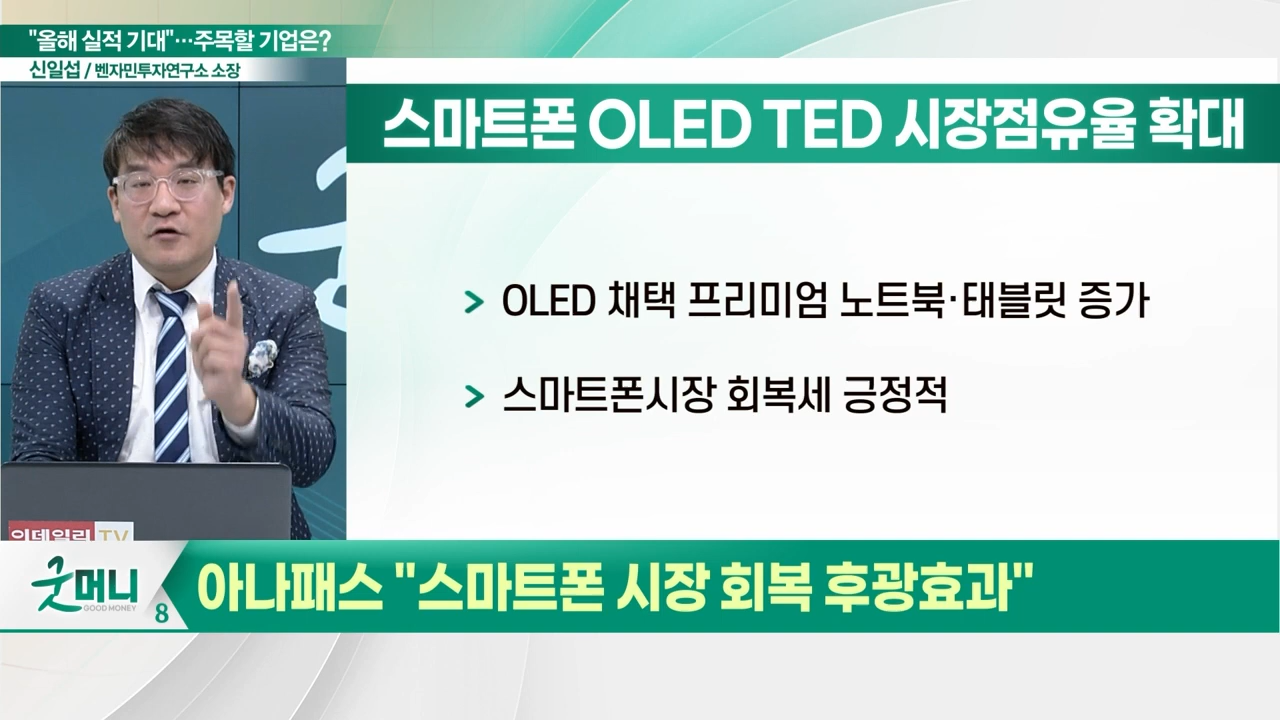 "올해 실적 기대"…주목할 기업은?
신일섭 / 벤자민투자연구소 소장
스마트폰 OLED TED 시장점유율 확대
> OLED 채택 프리미엄 노트북·태블릿 증가
> 스마트폰시장 회복세 긍정적
이데일리 TV
굿머니
GOOD MONEY
8
아나패스 "스마트폰 시장 회복 후광효과"